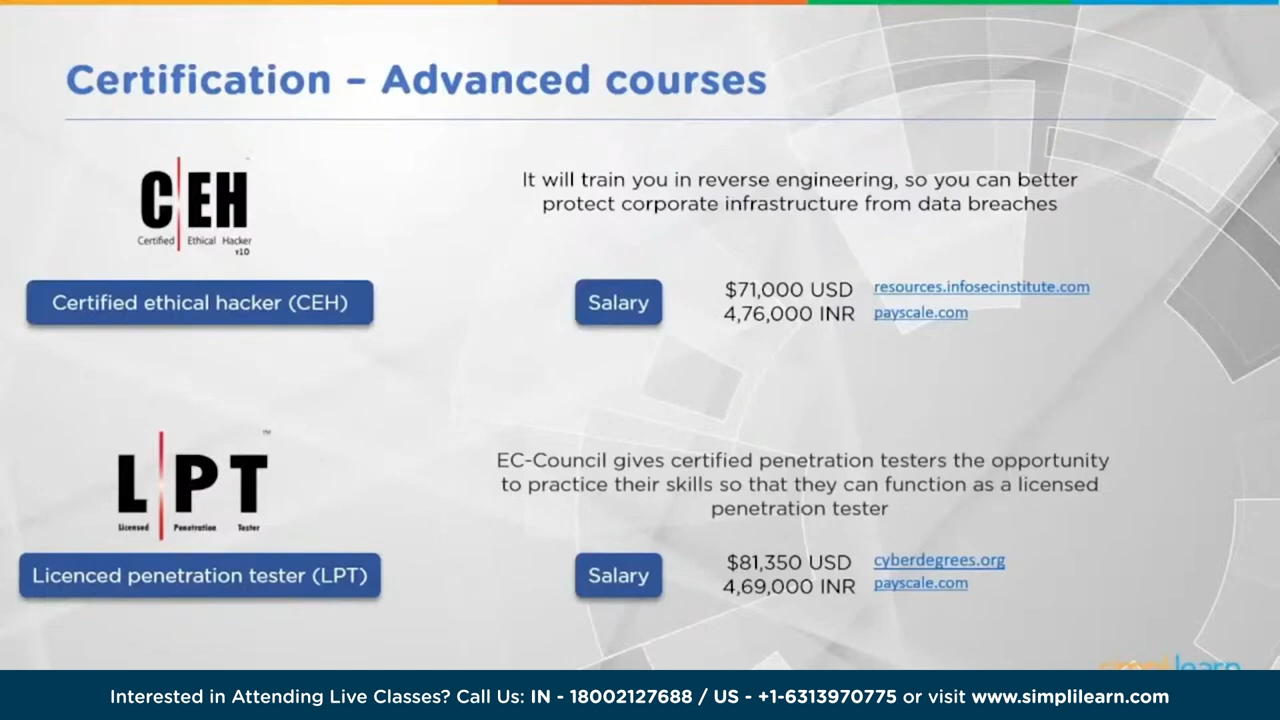 Certification – Advanced courses
CEH
Certified Ethical Hacker
v10
It will train you in reverse engineering, so you can better
protect corporate infrastructure from data breaches
Certified ethical hacker (CEH)
Salary
$71,000 USD resources.infosecinstitute.com
4,76,000 INR payscale.com
LPT
™
Licensed Penetration Tester
EC-Council gives certified penetration testers the opportunity
to practice their skills so that they can function as a licensed
penetration tester
Licenced penetration tester (LPT)
Salary
$81,350 USD cyberdegrees.org
4,69,000 INR payscale.com
simplilearn
Interested in Attending Live Classes? Call Us: IN - 18002127688 / US - +1-6313970775 or visit www.simplilearn.com